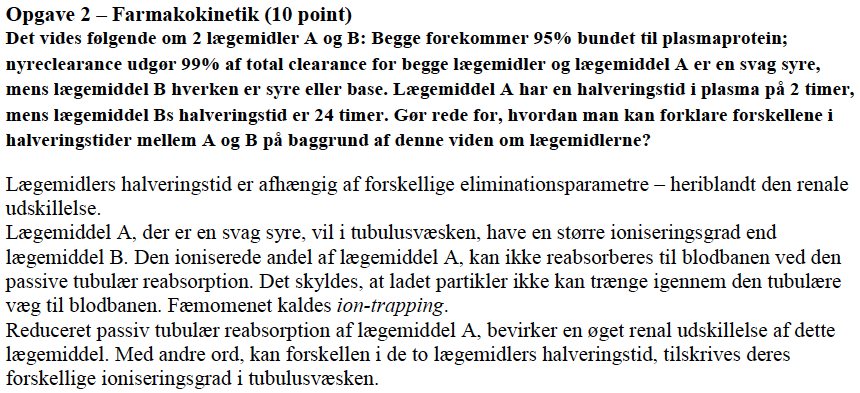 Opgave 2 – Farmakokinetik (10 point)
Det vides følgende om 2 lægemidler A og B: Begge forekommer 95% bundet til plasmaprotein;
nyreclearance udgør 99% af total clearance for begge lægemidler og lægemiddel A er en svag syre,
mens lægemiddel B hverken er syre eller base. Lægemiddel A har en halveringstid i plasma på 2 timer,
mens lægemiddel Bs halveringstid er 24 timer. Gør rede for, hvordan man kan forklare forskellene i
halveringstider mellem A og B på baggrund af denne viden om lægemidlerne?
Lægemidlers halveringstid er afhængig af forskellige eliminationsparametre – heriblandt den renale
udskillelse.
Lægemiddel A, der er en svag syre, vil i tubulusvæsken, have en større ioniseringsgrad end
lægemiddel B. Den ioniserede andel af lægemiddel A, kan ikke reabsorberes til blodbanen ved den
passive tubulær reabsorption. Det skyldes, at ladet partikler ikke kan trænge igennem den tubulære
væg til blodbanen. Fæmomenet kaldes ion-trapping.
Reduceret passiv tubulær reabsorption af lægemiddel A, bevirker en øget renal udskillelse af dette
lægemiddel. Med andre ord, kan forskellen i de to lægemidlers halveringstid, tilskrives deres
forskellige ioniseringsgrad i tubulusvæsken.